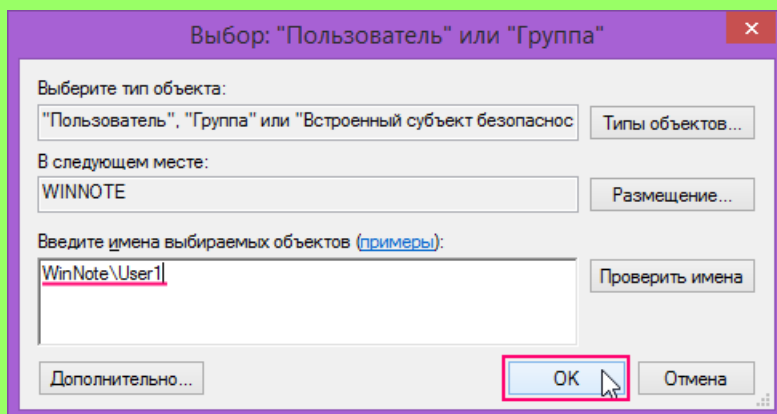 Выбор: "Пользователь" или "Группа"
Выберите тип объекта:
"Пользователь", "Группа" или "Встроенный субъект безопаснос
Типы объектов...
В следующем месте:
WINNOTE
Размещение...
Введите имена выбираемых объектов (примеры):
WinNote\User1
Проверить имена
Дополнительно...
OK
Отмена